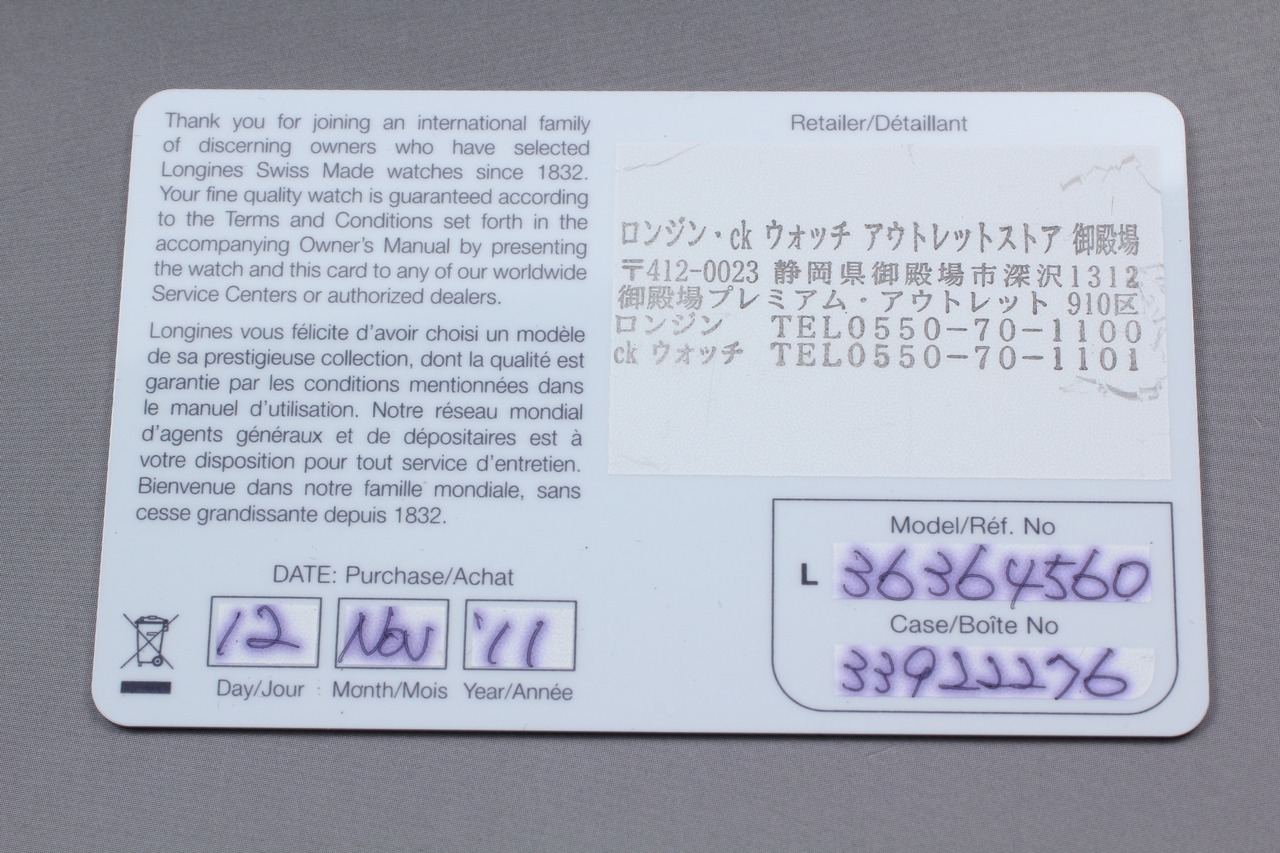 Thank you for joining an international family
of discerning owners who have selected
Longines Swiss Made watches since 1832.
Your fine quality watch is guaranteed according
to the Terms and Conditions set forth in the
accompanying Owner's Manual by presenting
the watch and this card to any of our worldwide
Service Centers or authorized dealers.
Longines vous félicite d'avoir choisi un modèle
de sa prestigieuse collection, dont la qualité est
garantie par les conditions mentionnées dans
le manuel d'utilisation. Notre réseau mondial
d'agents généraux et de dépositaires est à
votre disposition pour tout service d'entretien.
Bienvenue dans notre famille mondiale, sans
cesse grandissante depuis 1832.
DATE: Purchase/Achat
12 Nov '11
Day/Jour Month/Mois Year/Année
Retailer/Détaillant
ロンジン・ck ウォッチ アウトレットストア 御殿場
〒412-0023 静岡県御殿場市深沢1312
御殿場プレミアム・アウトレット 910区
ロンジン TEL0550-70-1100
ck ウォッチ TEL0550-70-1101
Model/Réf. No
L 36364560
Case/Boîte No
33922276